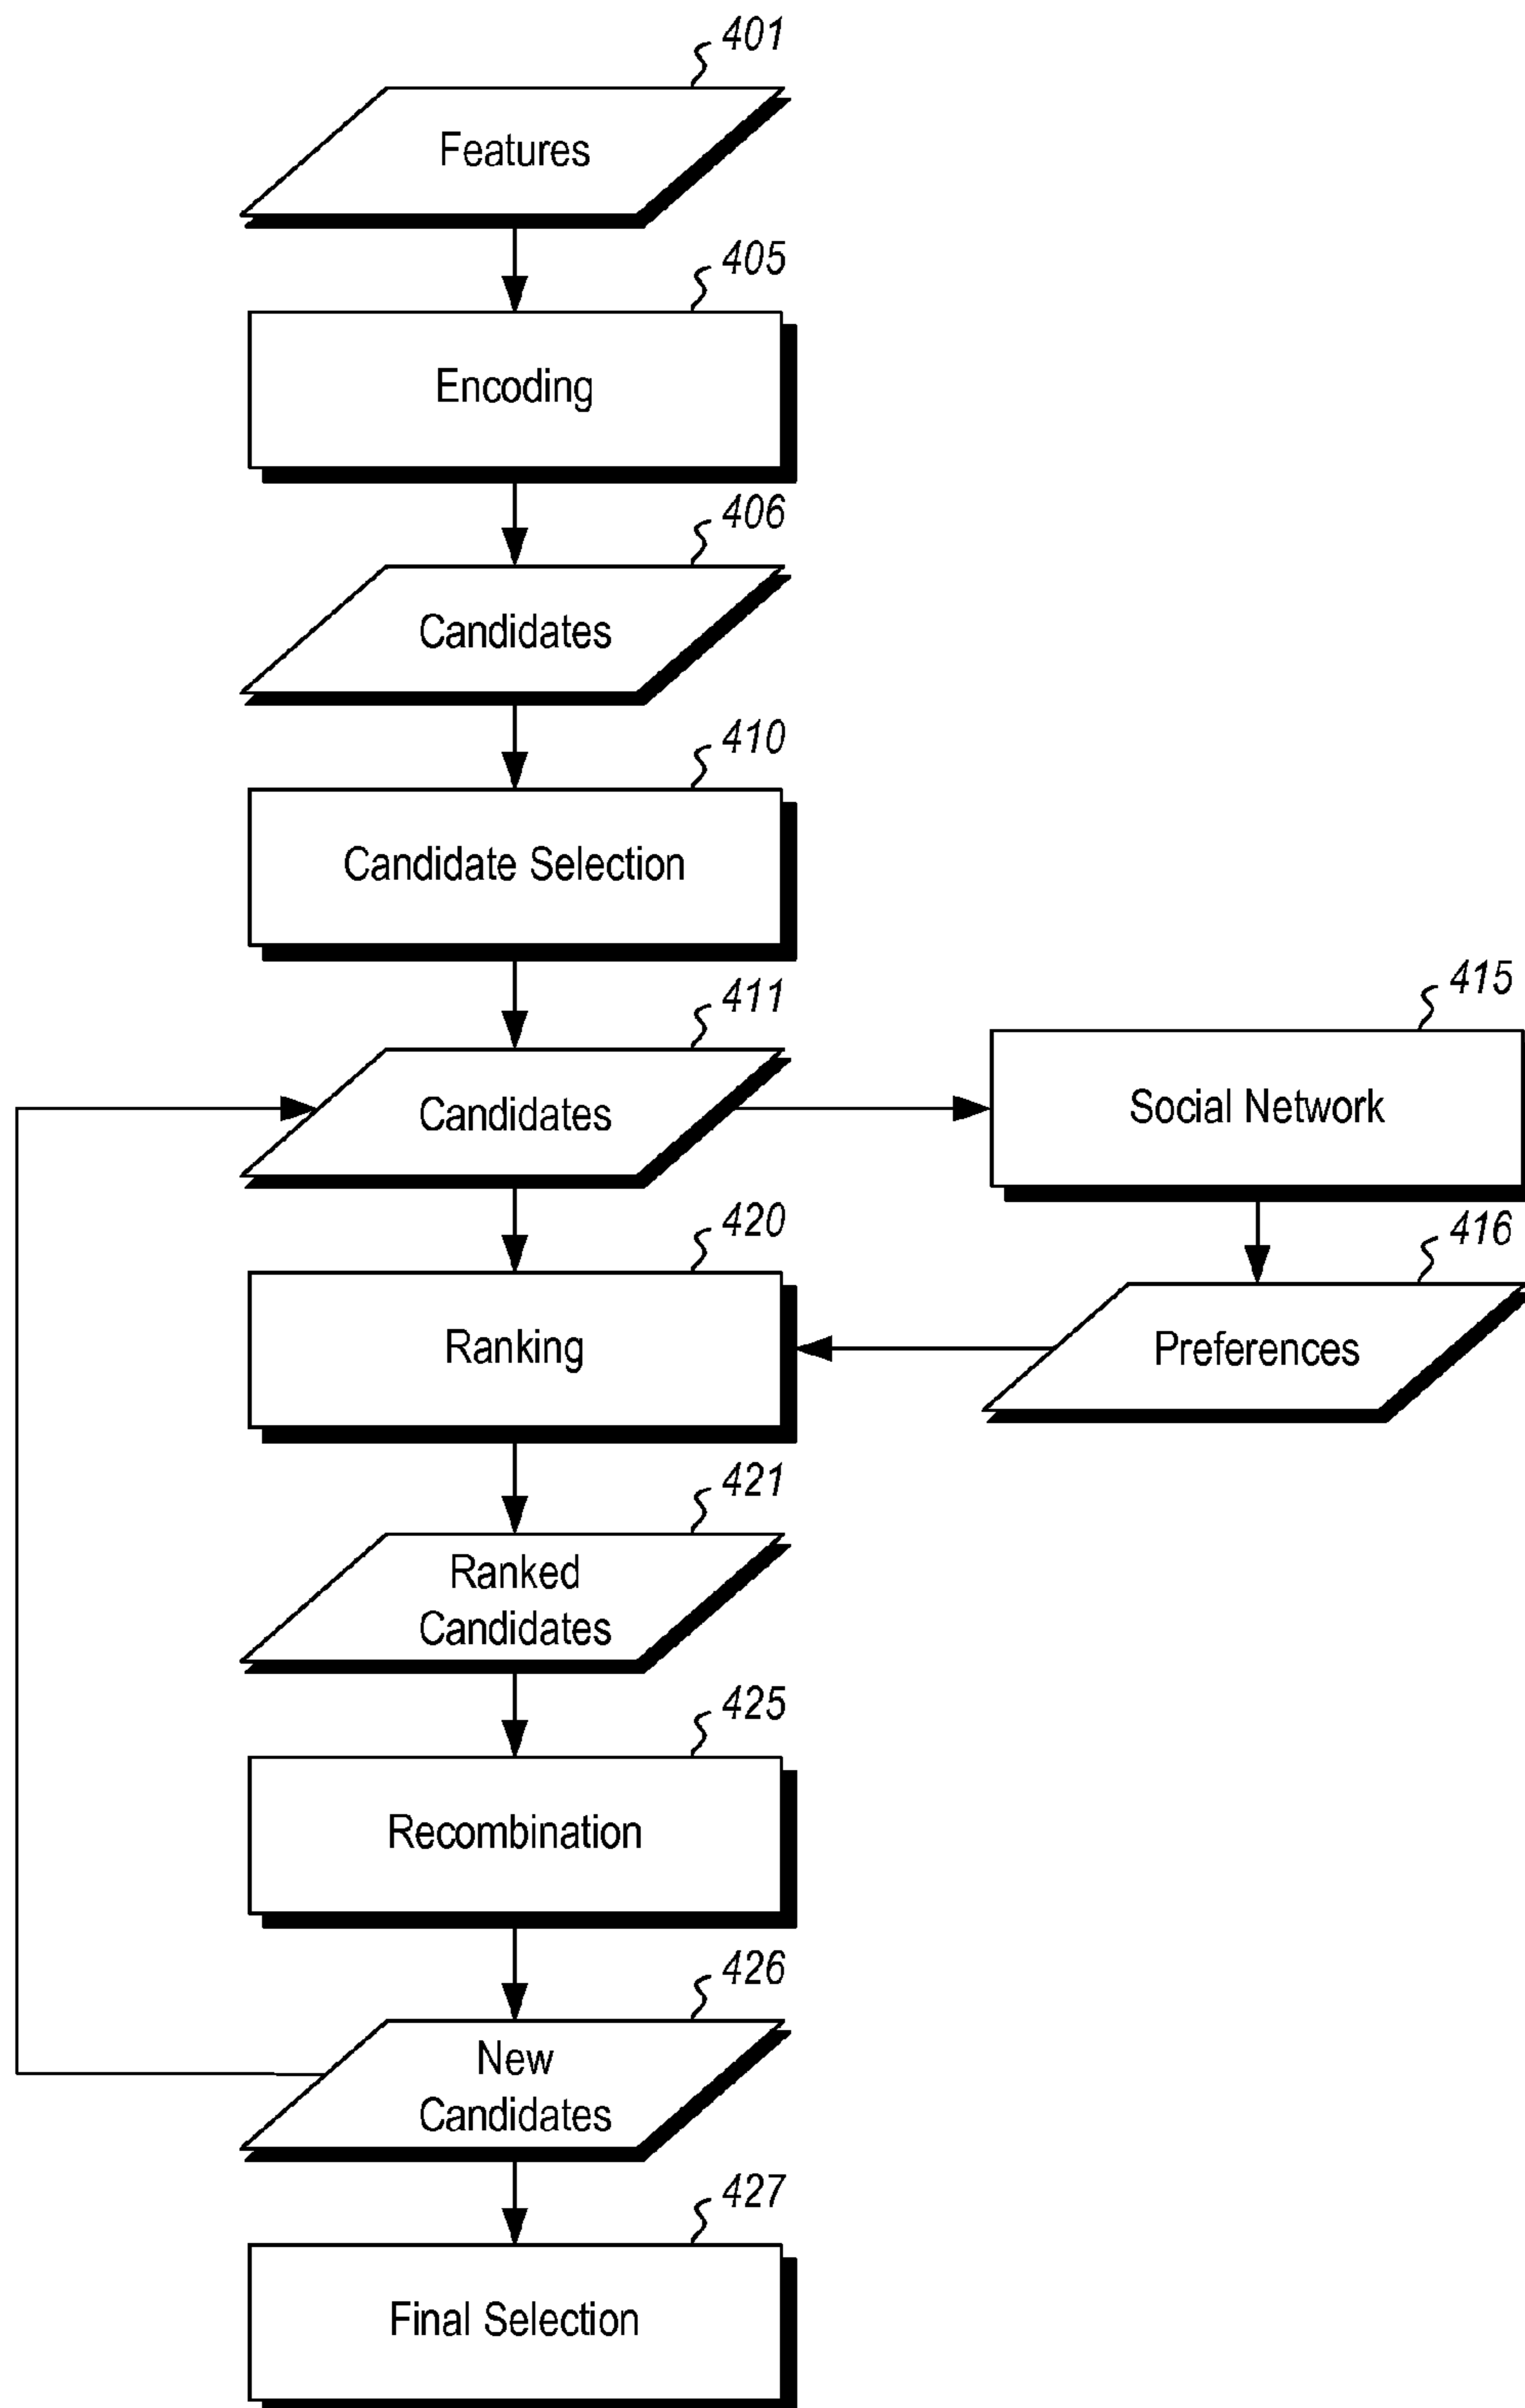 401
Features
405
Encoding
406
Candidates
410
Candidate Selection
411
Candidates
415
Social Network
420
Ranking
416
Preferences
421
Ranked
Candidates
425
Recombination
426
New
Candidates
427
Final Selection